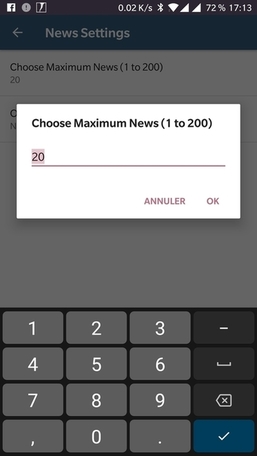 0.02 K/s 72 % 17:13
News Settings
Choose Maximum News (1 to 200)
20
Choose Maximum News (1 to 200)
20
ANNULER OK
1 2 3 –
4 5 6
7 8 9
, 0 .